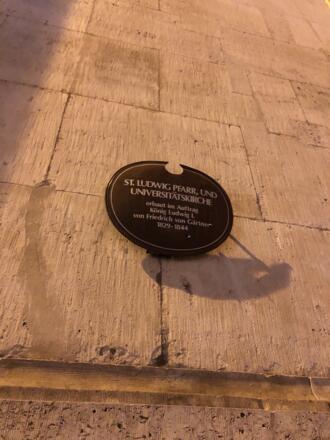 ST. LUDWIG PFARR, UND
UNIVERSITÄTSKIRCHE
erbaut im Auftrag
König Ludwig I.
von Friedrich von Gärtner
1829-1844